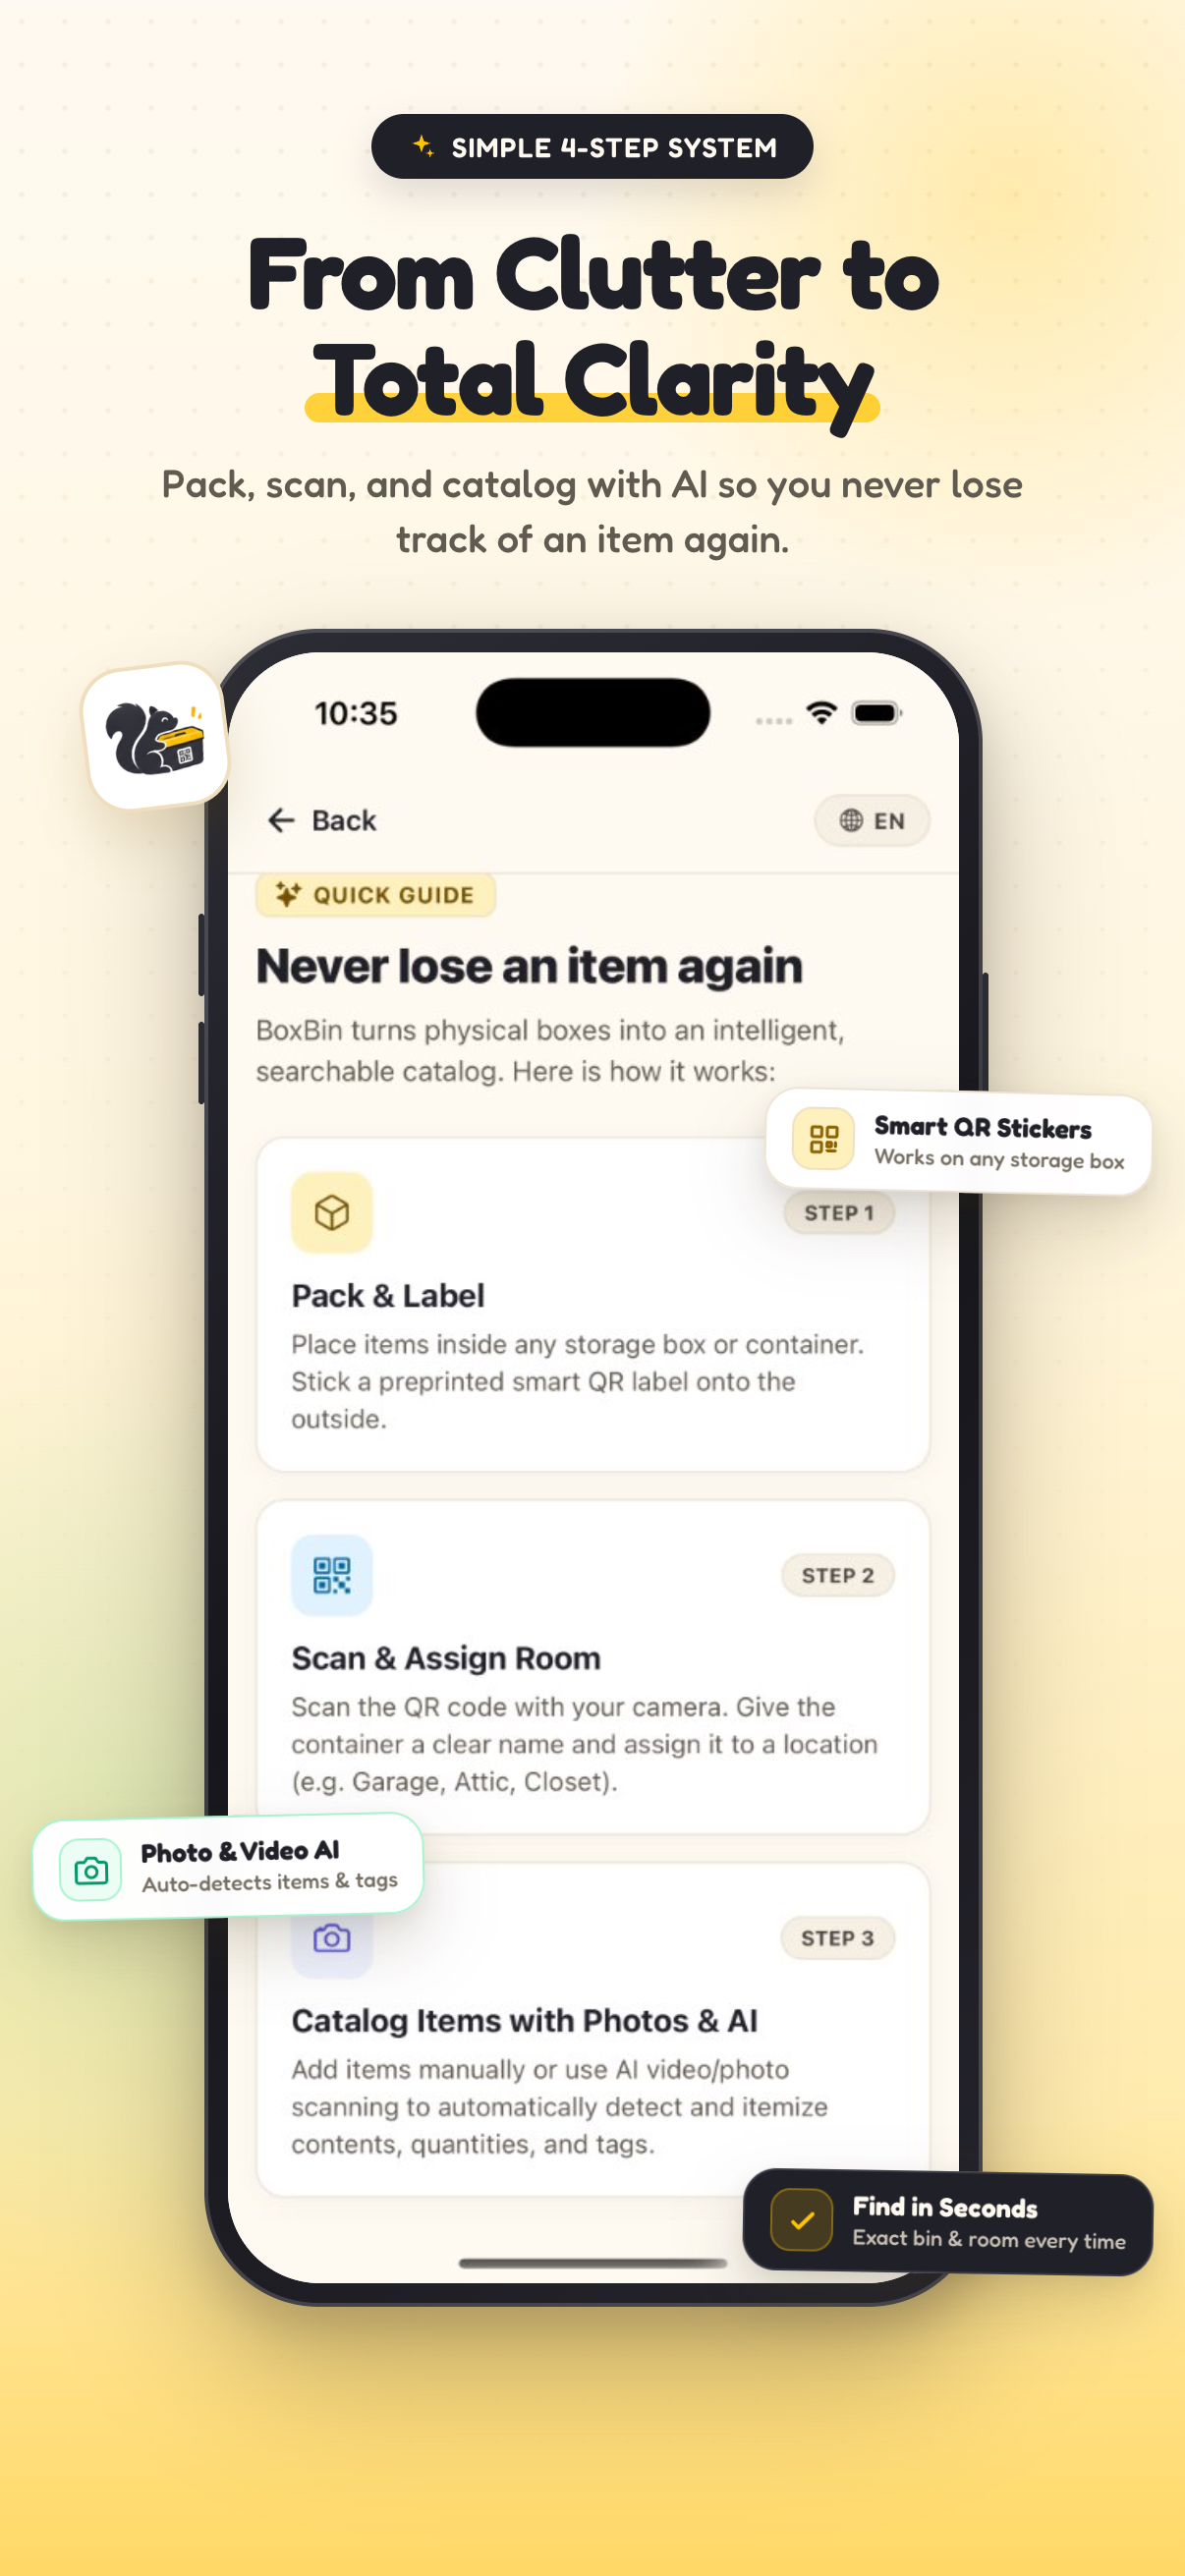 SIMPLE 4-STEP SYSTEM
From Clutter to
Total Clarity
Pack, scan, and catalog with AI so you never lose
track of an item again.
10:35
Back
EN
QUICK GUIDE
Never lose an item again
BoxBin turns physical boxes into an intelligent,
searchable catalog. Here is how it works:
Smart QR Stickers
Works on any storage box
STEP 1
Pack & Label
Place items inside any storage box or container.
Stick a preprinted smart QR label onto the
outside.
STEP 2
Scan & Assign Room
Scan the QR code with your camera. Give the
container a clear name and assign it to a location
(e.g. Garage, Attic, Closet).
Photo & Video AI
Auto-detects items & tags
STEP 3
Catalog Items with Photos & AI
Add items manually or use AI video/photo
scanning to automatically detect and itemize
contents, quantities, and tags.
Find in Seconds
Exact bin & room every time